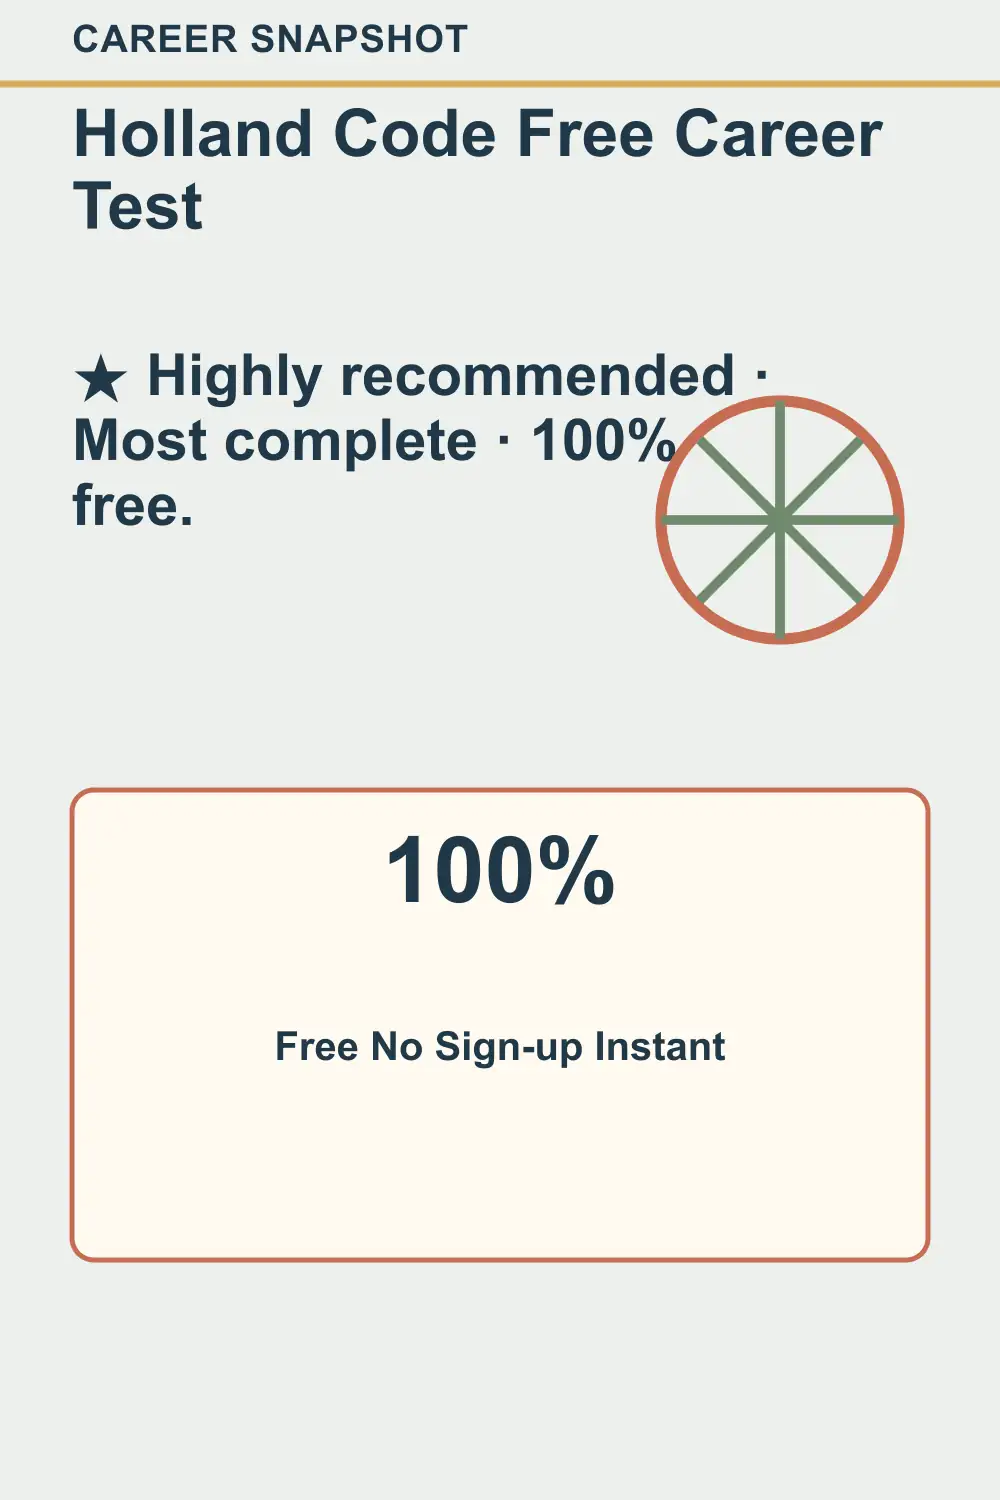 CAREER SNAPSHOT
Holland Code Free Career
Test
★ Highly recommended ·
Most complete · 100%
free.
100%
Free No Sign-up Instant